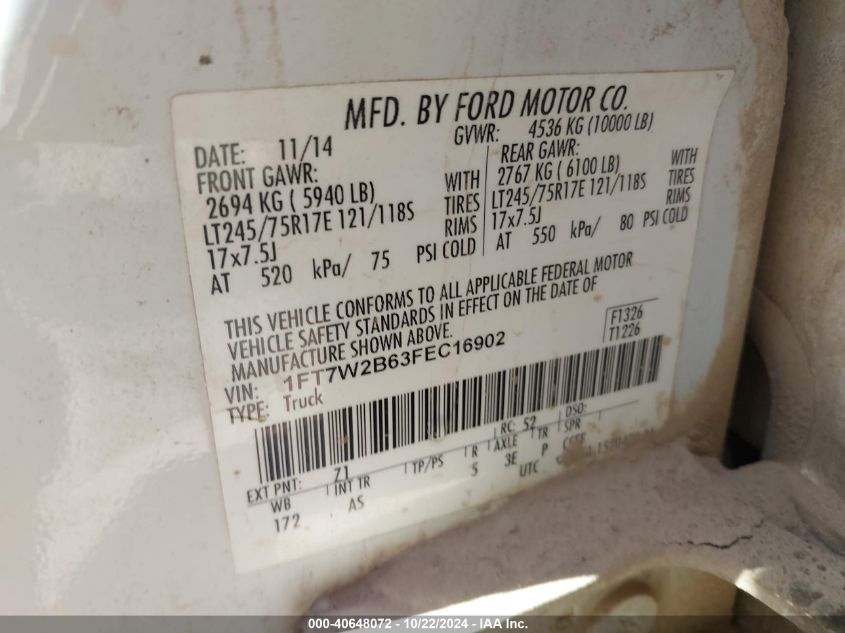 MFD. BY FORD MOTOR CO.
DATE: 11/14 GVWR: 4536 KG (10000 LB)
FRONT GAWR: REAR GAWR:
2694 KG ( 5940 LB) WITH 2767 KG ( 6100 LB) WITH
LT245/75R17E 121/118S TIRES LT245/75R17E 121/118S TIRES
17x7.5J RIMS 17x7.5J RIMS
AT 520 kPa/ 75 PSI COLD AT 550 kPa/ 80 PSI COLD
THIS VEHICLE CONFORMS TO ALL APPLICABLE FEDERAL MOTOR
VEHICLE SAFETY STANDARDS IN EFFECT ON THE DATE OF
MANUFACTURE SHOWN ABOVE.
F1326
T1226
VIN: 1FT7W2B63FEC16902
TYPE: Truck
EXT PNT: Z1 RC: 52 DSO:
WB INT TR TP/PS R AXLE TR SPR
172 AS 5 3E P
UTC
000-40648072 - 10/22/2024 - IAA Inc.